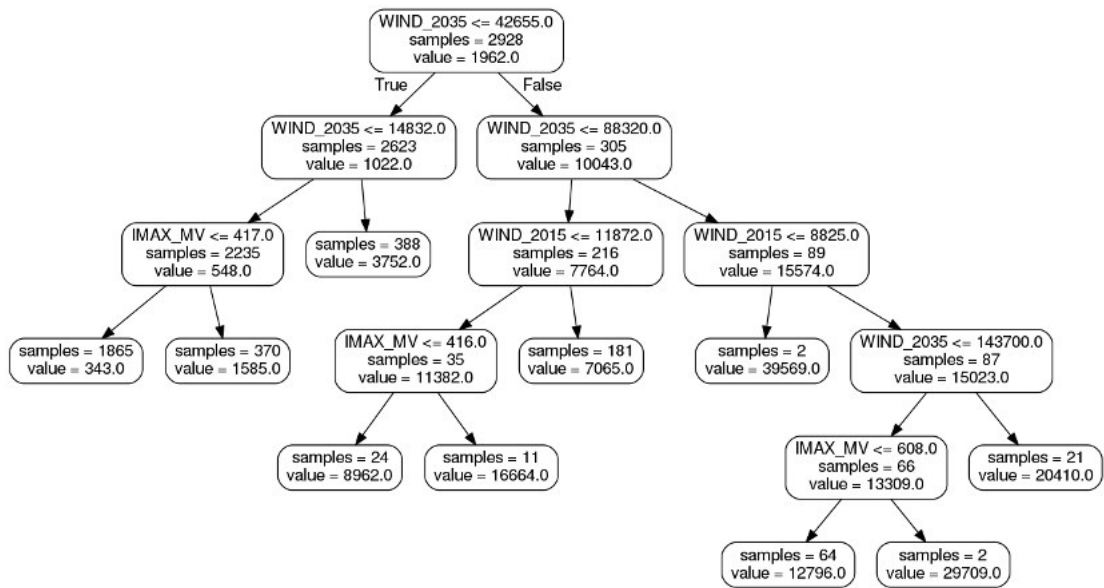 WIND_2035 <= 42655.0
samples = 2928
value = 1962.0
True
False
WIND_2035 <= 14832.0
samples = 2623
value = 1022.0
WIND_2035 <= 88320.0
samples = 305
value = 10043.0
IMAX_MV <= 417.0
samples = 2235
value = 548.0
samples = 388
value = 3752.0
WIND_2015 <= 11872.0
samples = 216
value = 7764.0
WIND_2015 <= 8825.0
samples = 89
value = 15574.0
samples = 1865
value = 343.0
samples = 370
value = 1585.0
IMAX_MV <= 416.0
samples = 35
value = 11382.0
samples = 181
value = 7065.0
samples = 2
value = 39569.0
WIND_2035 <= 143700.0
samples = 87
value = 15023.0
samples = 24
value = 8962.0
samples = 11
value = 16664.0
IMAX_MV <= 608.0
samples = 66
value = 13309.0
samples = 21
value = 20410.0
samples = 64
value = 12796.0
samples = 2
value = 29709.0